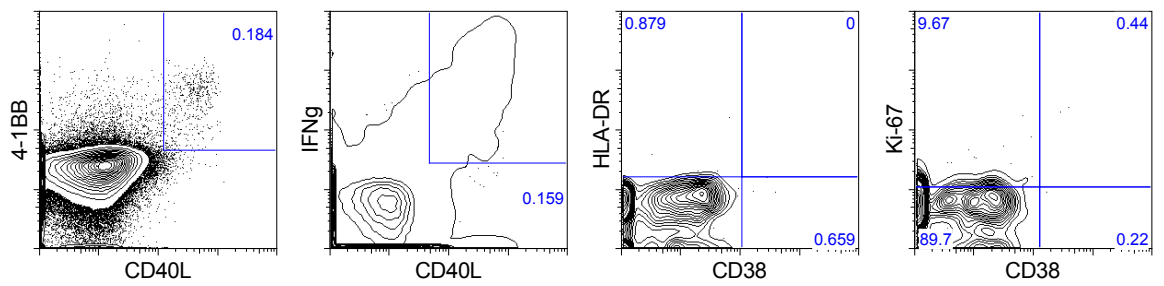 4-1BB
0.184
CD40L
IFNg
0.159
CD40L
HLA-DR
0.879
0
0.659
CD38
Ki-67
9.67
0.44
89.7
0.22
CD38